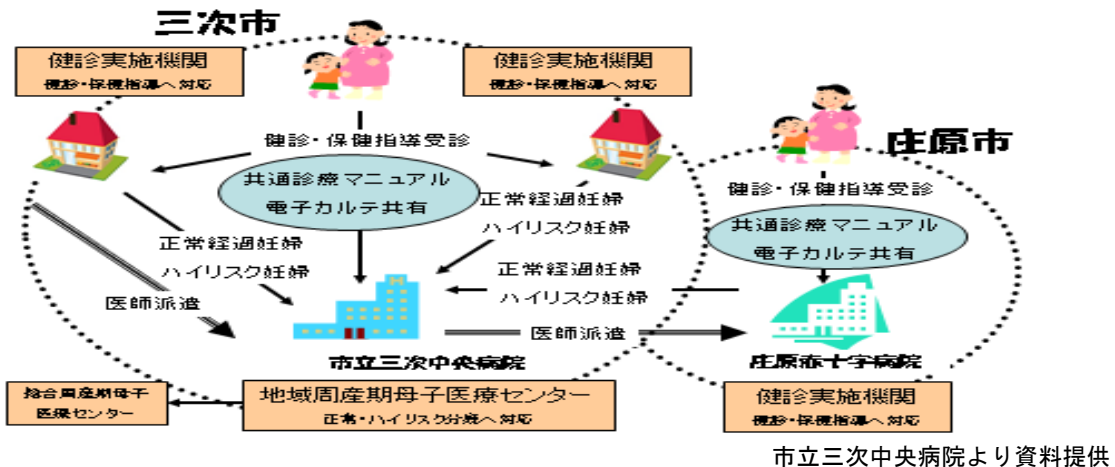 三次市
健診実施機関
健診・保健指導へ対応
健診実施機関
健診・保健指導へ対応
庄原市
健診・保健指導受診
共通診療マニュアル
電子カルテ共有
正常経過妊婦
ハイリスク妊婦
健診・保健指導受診
共通診療マニュアル
電子カルテ共有
正常経過妊婦
ハイリスク妊婦
正常経過妊婦
ハイリスク妊婦
医師派遣
医師派遣
市立三次中央病院
庄原赤十字病院
総合周産期母子
医療センター
地域周産期母子医療センター
正常・ハイリスク分娩へ対応
健診実施機関
健診・保健指導へ対応
市立三次中央病院より資料提供